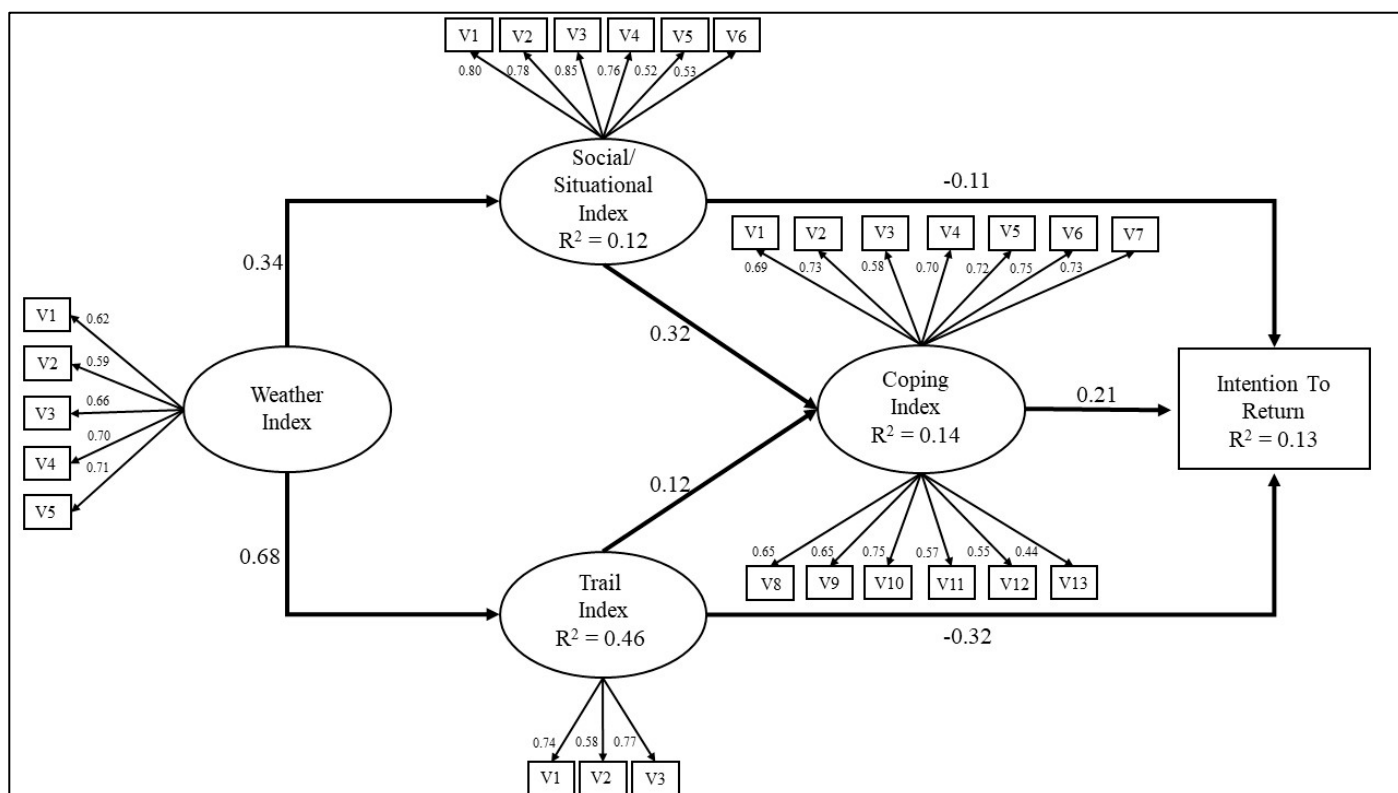 V1 V2 V3 V4 V5 V6
0.80 0.78 0.85 0.76 0.52 0.53
Social/
Situational
Index
R² = 0.12
-0.11
0.34
V1 V2 V3 V4 V5 V6 V7
0.69 0.73 0.58 0.70 0.72 0.75 0.73
0.32
V1 0.62
V2 0.59
V3 0.66
V4 0.70
V5 0.71
Weather
Index
Coping
Index
R² = 0.14
0.21
Intention To
Return
R² = 0.13
0.12
0.68
0.65 0.65 0.75 0.57 0.55 0.44
V8 V9 V10 V11 V12 V13
Trail
Index
R² = 0.46
-0.32
0.74 0.58 0.77
V1 V2 V3